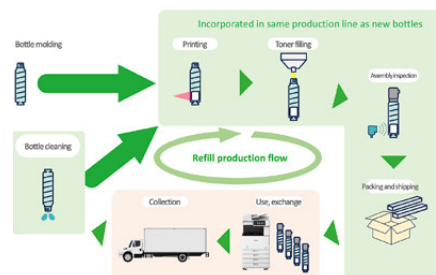 Incorporated in same production line as new bottles
Bottle molding
Printing
Toner filling
Assembly inspection
Bottle cleaning
Refill production flow
Packing and shipping
Collection
Use, exchange